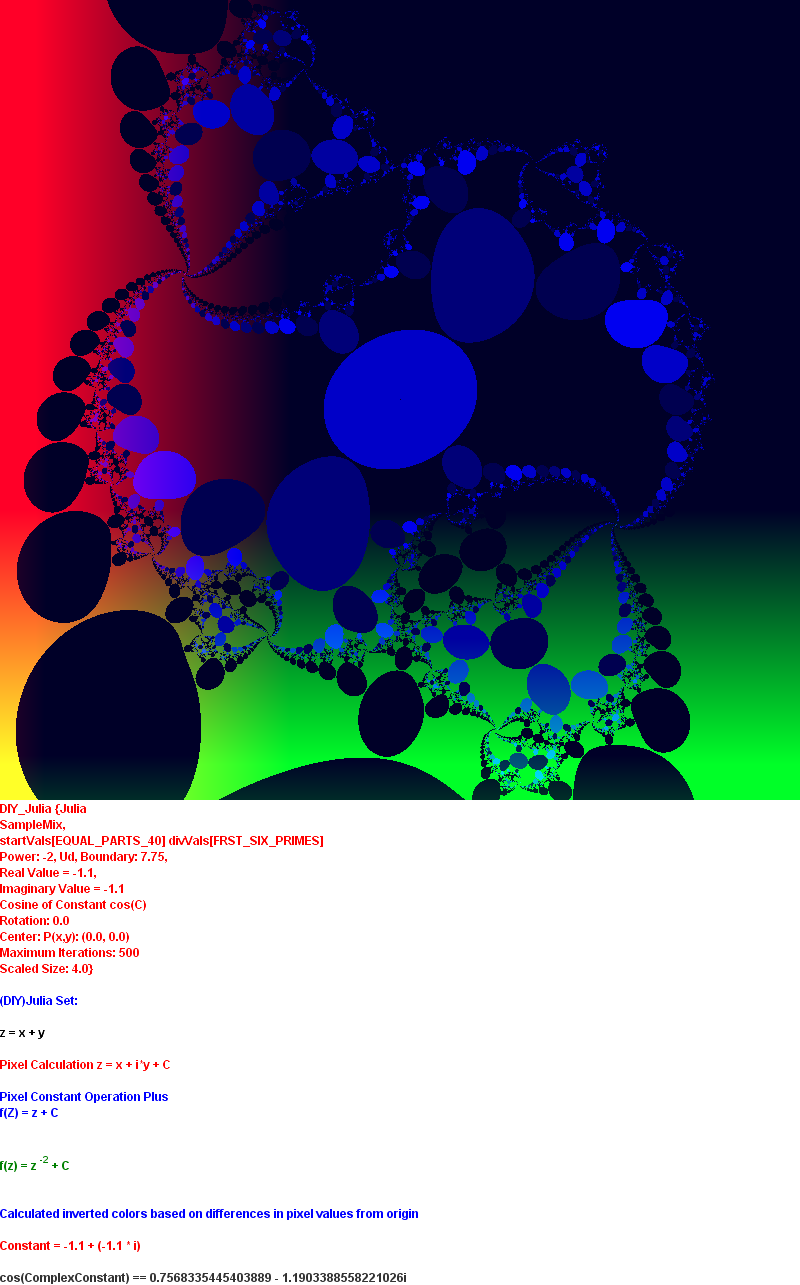 DIY_Julia {Julia
SampleMix,
startVals[EQUAL_PARTS_40] divVals[FRST_SIX_PRIMES]
Power: -2, Ud, Boundary: 7.75,
Real Value = -1.1,
Imaginary Value = -1.1
Cosine of Constant cos(C)
Rotation: 0.0
Center: P(x,y): (0.0, 0.0)
Maximum Iterations: 500
Scaled Size: 4.0}
(DIY)Julia Set:
z = x + y
Pixel Calculation z = x + i*y + C
Pixel Constant Operation Plus
f(Z) = z + C
f(z) = z -2 + C
Calculated inverted colors based on differences in pixel values from origin
Constant = -1.1 + (-1.1 * i)
cos(ComplexConstant) == 0.7568335445403889 - 1.1903388558221026i